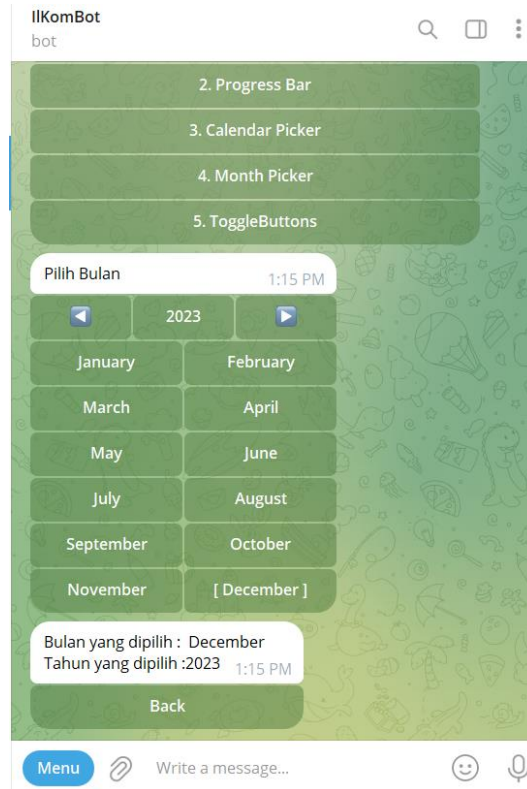 IlKomBot
bot
2. Progress Bar
3. Calendar Picker
4. Month Picker
5. ToggleButtons
Pilih Bulan
1:15 PM
2023
January February
March April
May June
July August
September October
November [ December ]
Bulan yang dipilih : December
Tahun yang dipilih :2023 1:15 PM
Back
Menu Write a message...